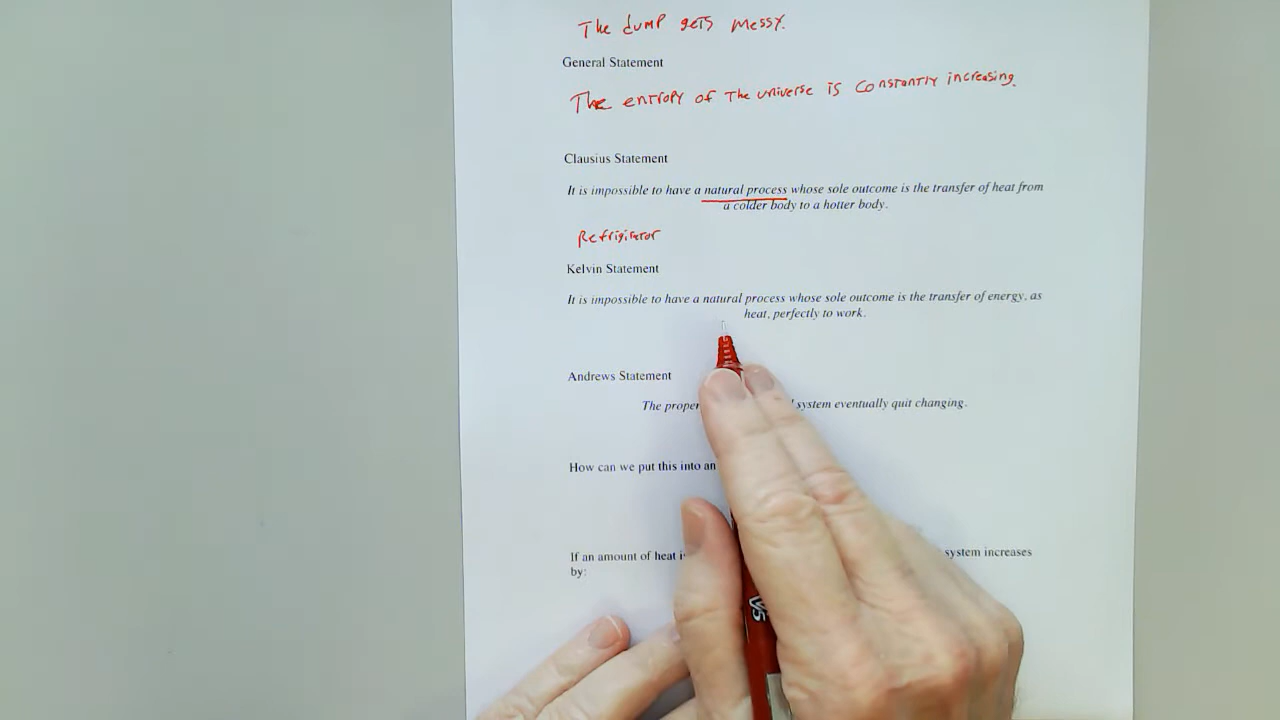 The dump gets messy.
General Statement
The entropy of the universe is constantly increasing.
Clausius Statement
It is impossible to have a natural process whose sole outcome is the transfer of heat from
a colder body to a hotter body.
Refrigirator
Kelvin Statement
It is impossible to have a natural process whose sole outcome is the transfer of energy, as
heat, perfectly to work.
Andrews Statement
The system eventually quit changing.
How can we put this into an
If an amount of heat system increases
by:
V5